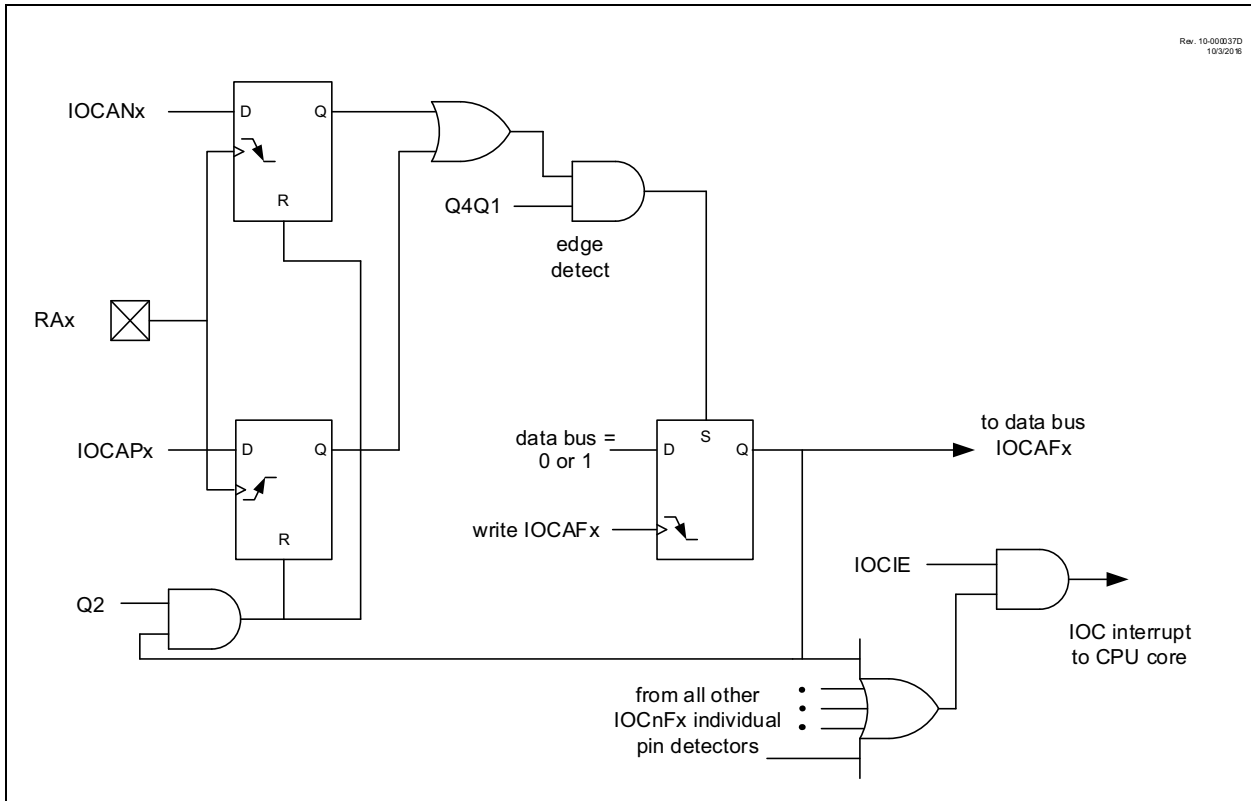 Rev. 10-000037D
10/3/2016
IOCANx
D
Q
R
Q4Q1
edge
detect
RAx
IOCAPx
D
Q
R
data bus =
0 or 1
S
D
Q
to data bus
IOCAFx
write IOCAFx
IOCIE
Q2
IOC interrupt
to CPU core
from all other
IOCnFx individual
pin detectors